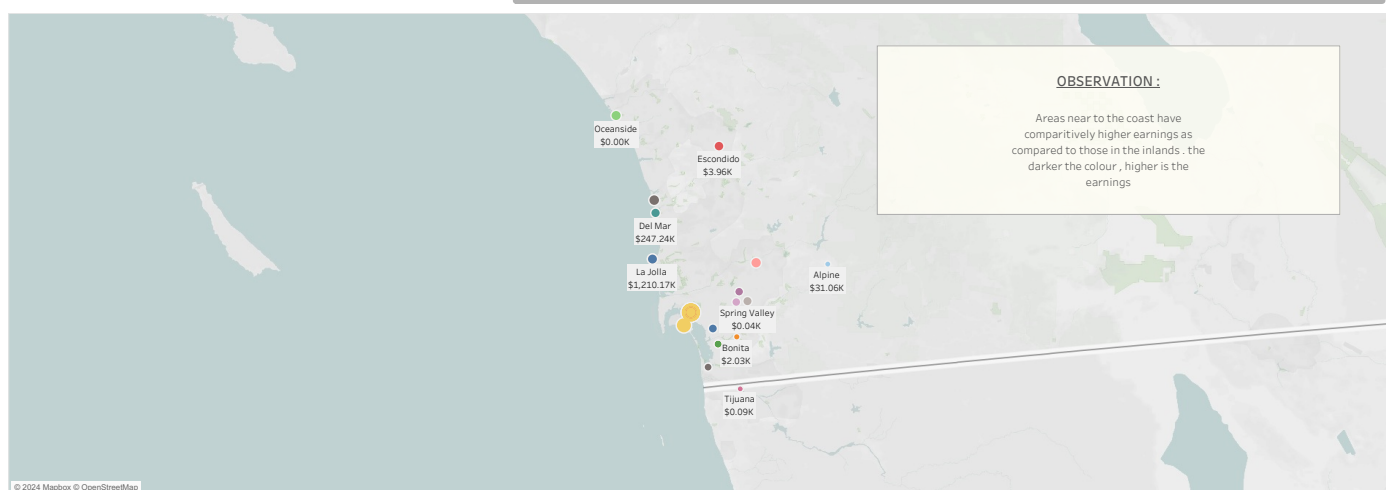 OBSERVATION :
Areas near to the coast have
comparitively higher earnings as
compared to those in the inlands . the
darker the colour , higher is the
earnings
Oceanside
$0.00K
Escondido
$3.96K
Del Mar
$247.24K
La Jolla
$1,210.17K
Alpine
$31.06K
Spring Valley
$0.04K
Bonita
$2.03K
Tijuana
$0.09K
© 2024 Mapbox © OpenStreetMap